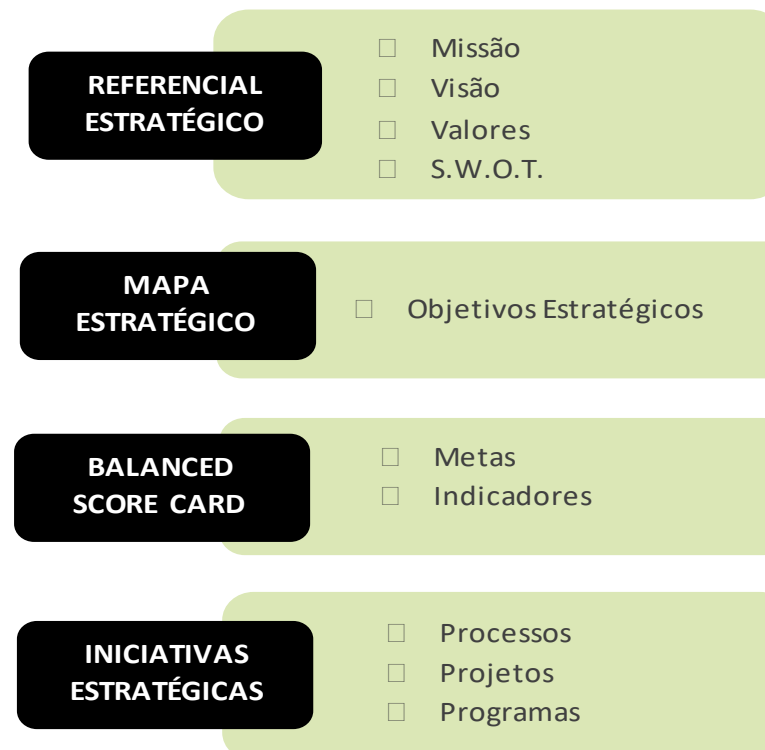 REFERENCIAL
ESTRATÉGICO
Missão
Visão
Valores
S.W.O.T.
MAPA
ESTRATÉGICO
Objetivos Estratégicos
BALANCED
SCORE CARD
Metas
Indicadores
INICIATIVAS
ESTRATÉGICAS
Processos
Projetos
Programas